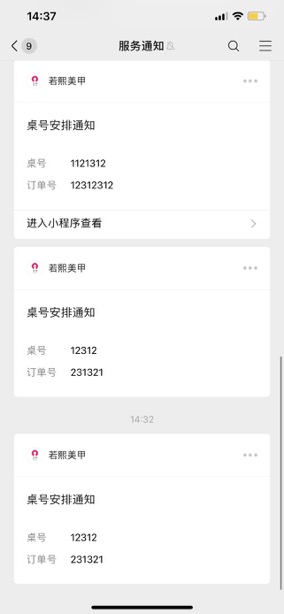 14:37
9
服务通知
若熙美甲
桌号安排通知
桌号 1121312
订单号 12312312
进入小程序查看
若熙美甲
桌号安排通知
桌号 12312
订单号 231321
14:32
若熙美甲
桌号安排通知
桌号 12312
订单号 231321